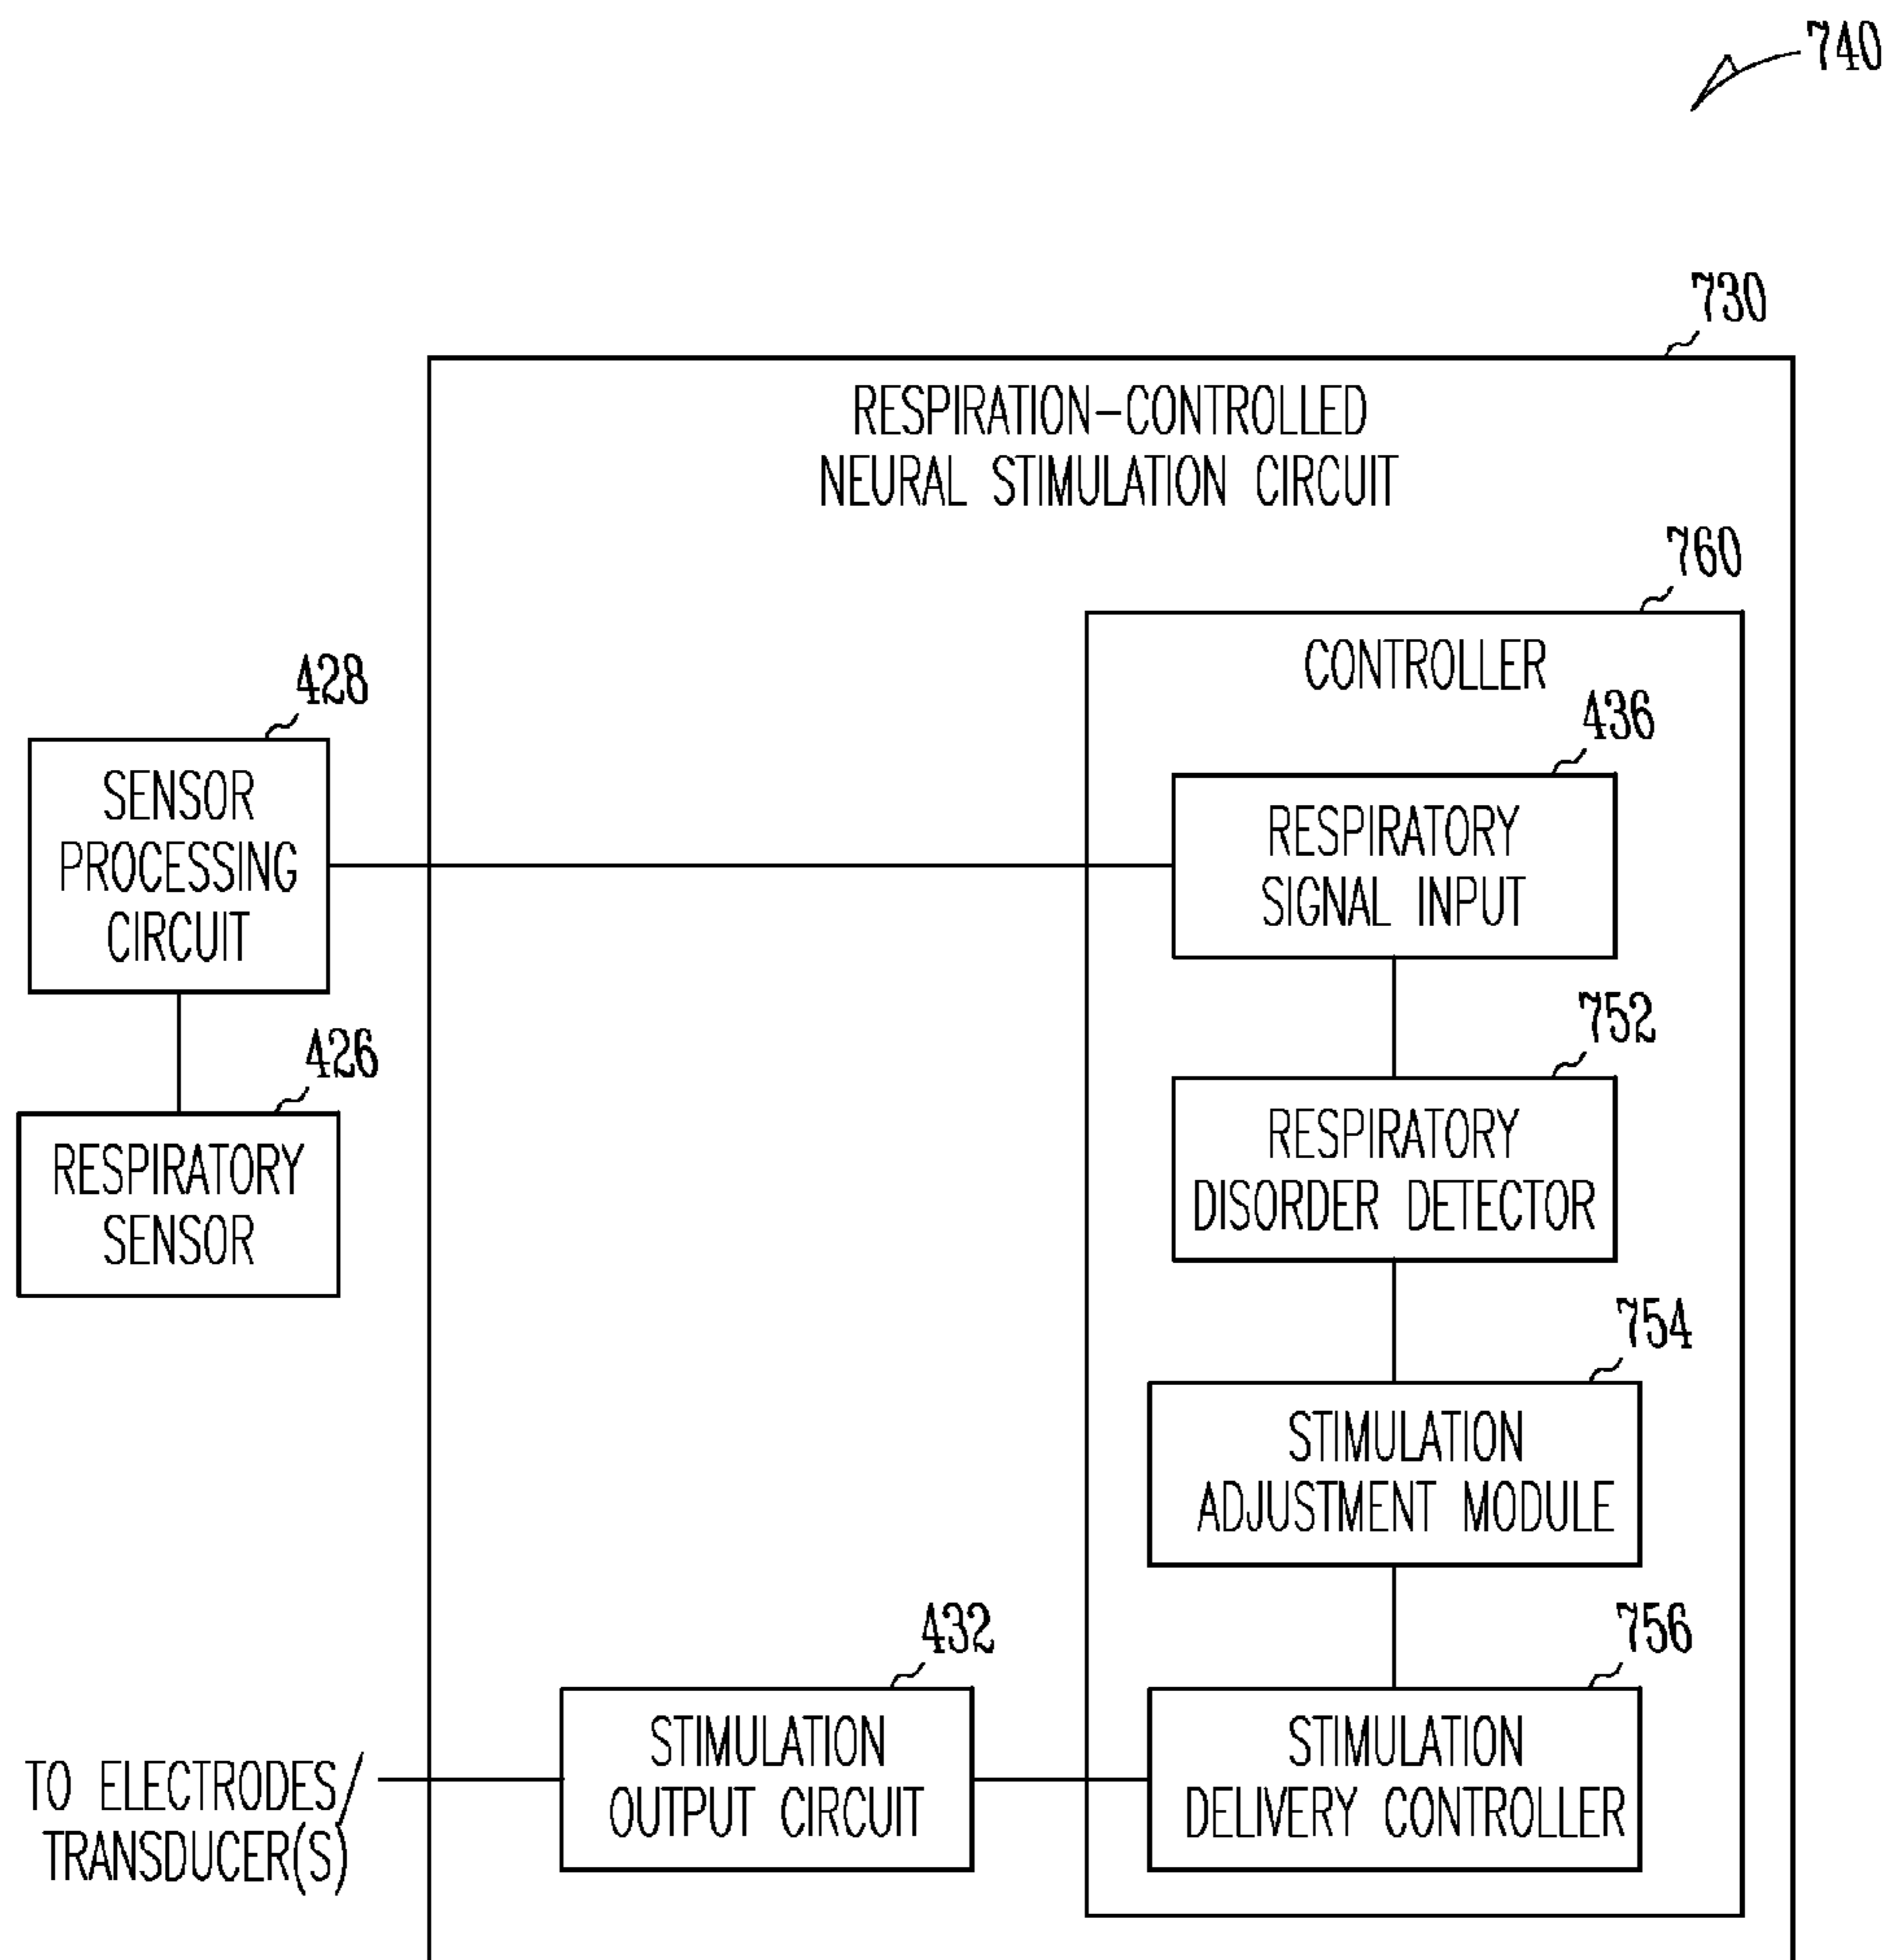 740
730
RESPIRATION-CONTROLLED
NEURAL STIMULATION CIRCUIT
760
CONTROLLER
428
SENSOR
PROCESSING
CIRCUIT
436
RESPIRATORY
SIGNAL INPUT
426
RESPIRATORY
SENSOR
752
RESPIRATORY
DISORDER DETECTOR
754
STIMULATION
ADJUSTMENT MODULE
432
STIMULATION
OUTPUT CIRCUIT
756
STIMULATION
DELIVERY CONTROLLER
TO ELECTRODES/
TRANSDUCER(S)